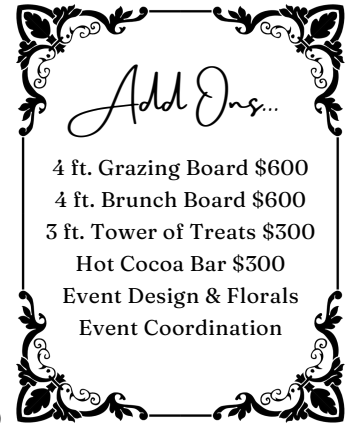 Add Ons...
4 ft. Grazing Board $600
4 ft. Brunch Board $600
3 ft. Tower of Treats $300
Hot Cocoa Bar $300
Event Design & Florals
Event Coordination